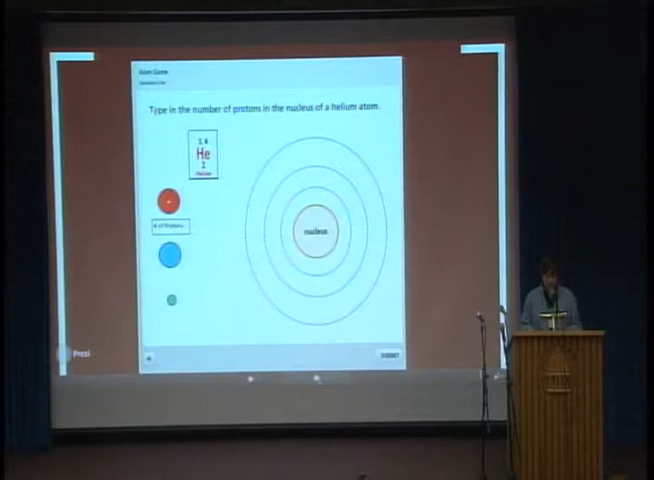 Atom Game
Type in the number of protons in the nucleus of a helium atom.
He
2
# of Protons
nucleus
SUBMIT
Prezi